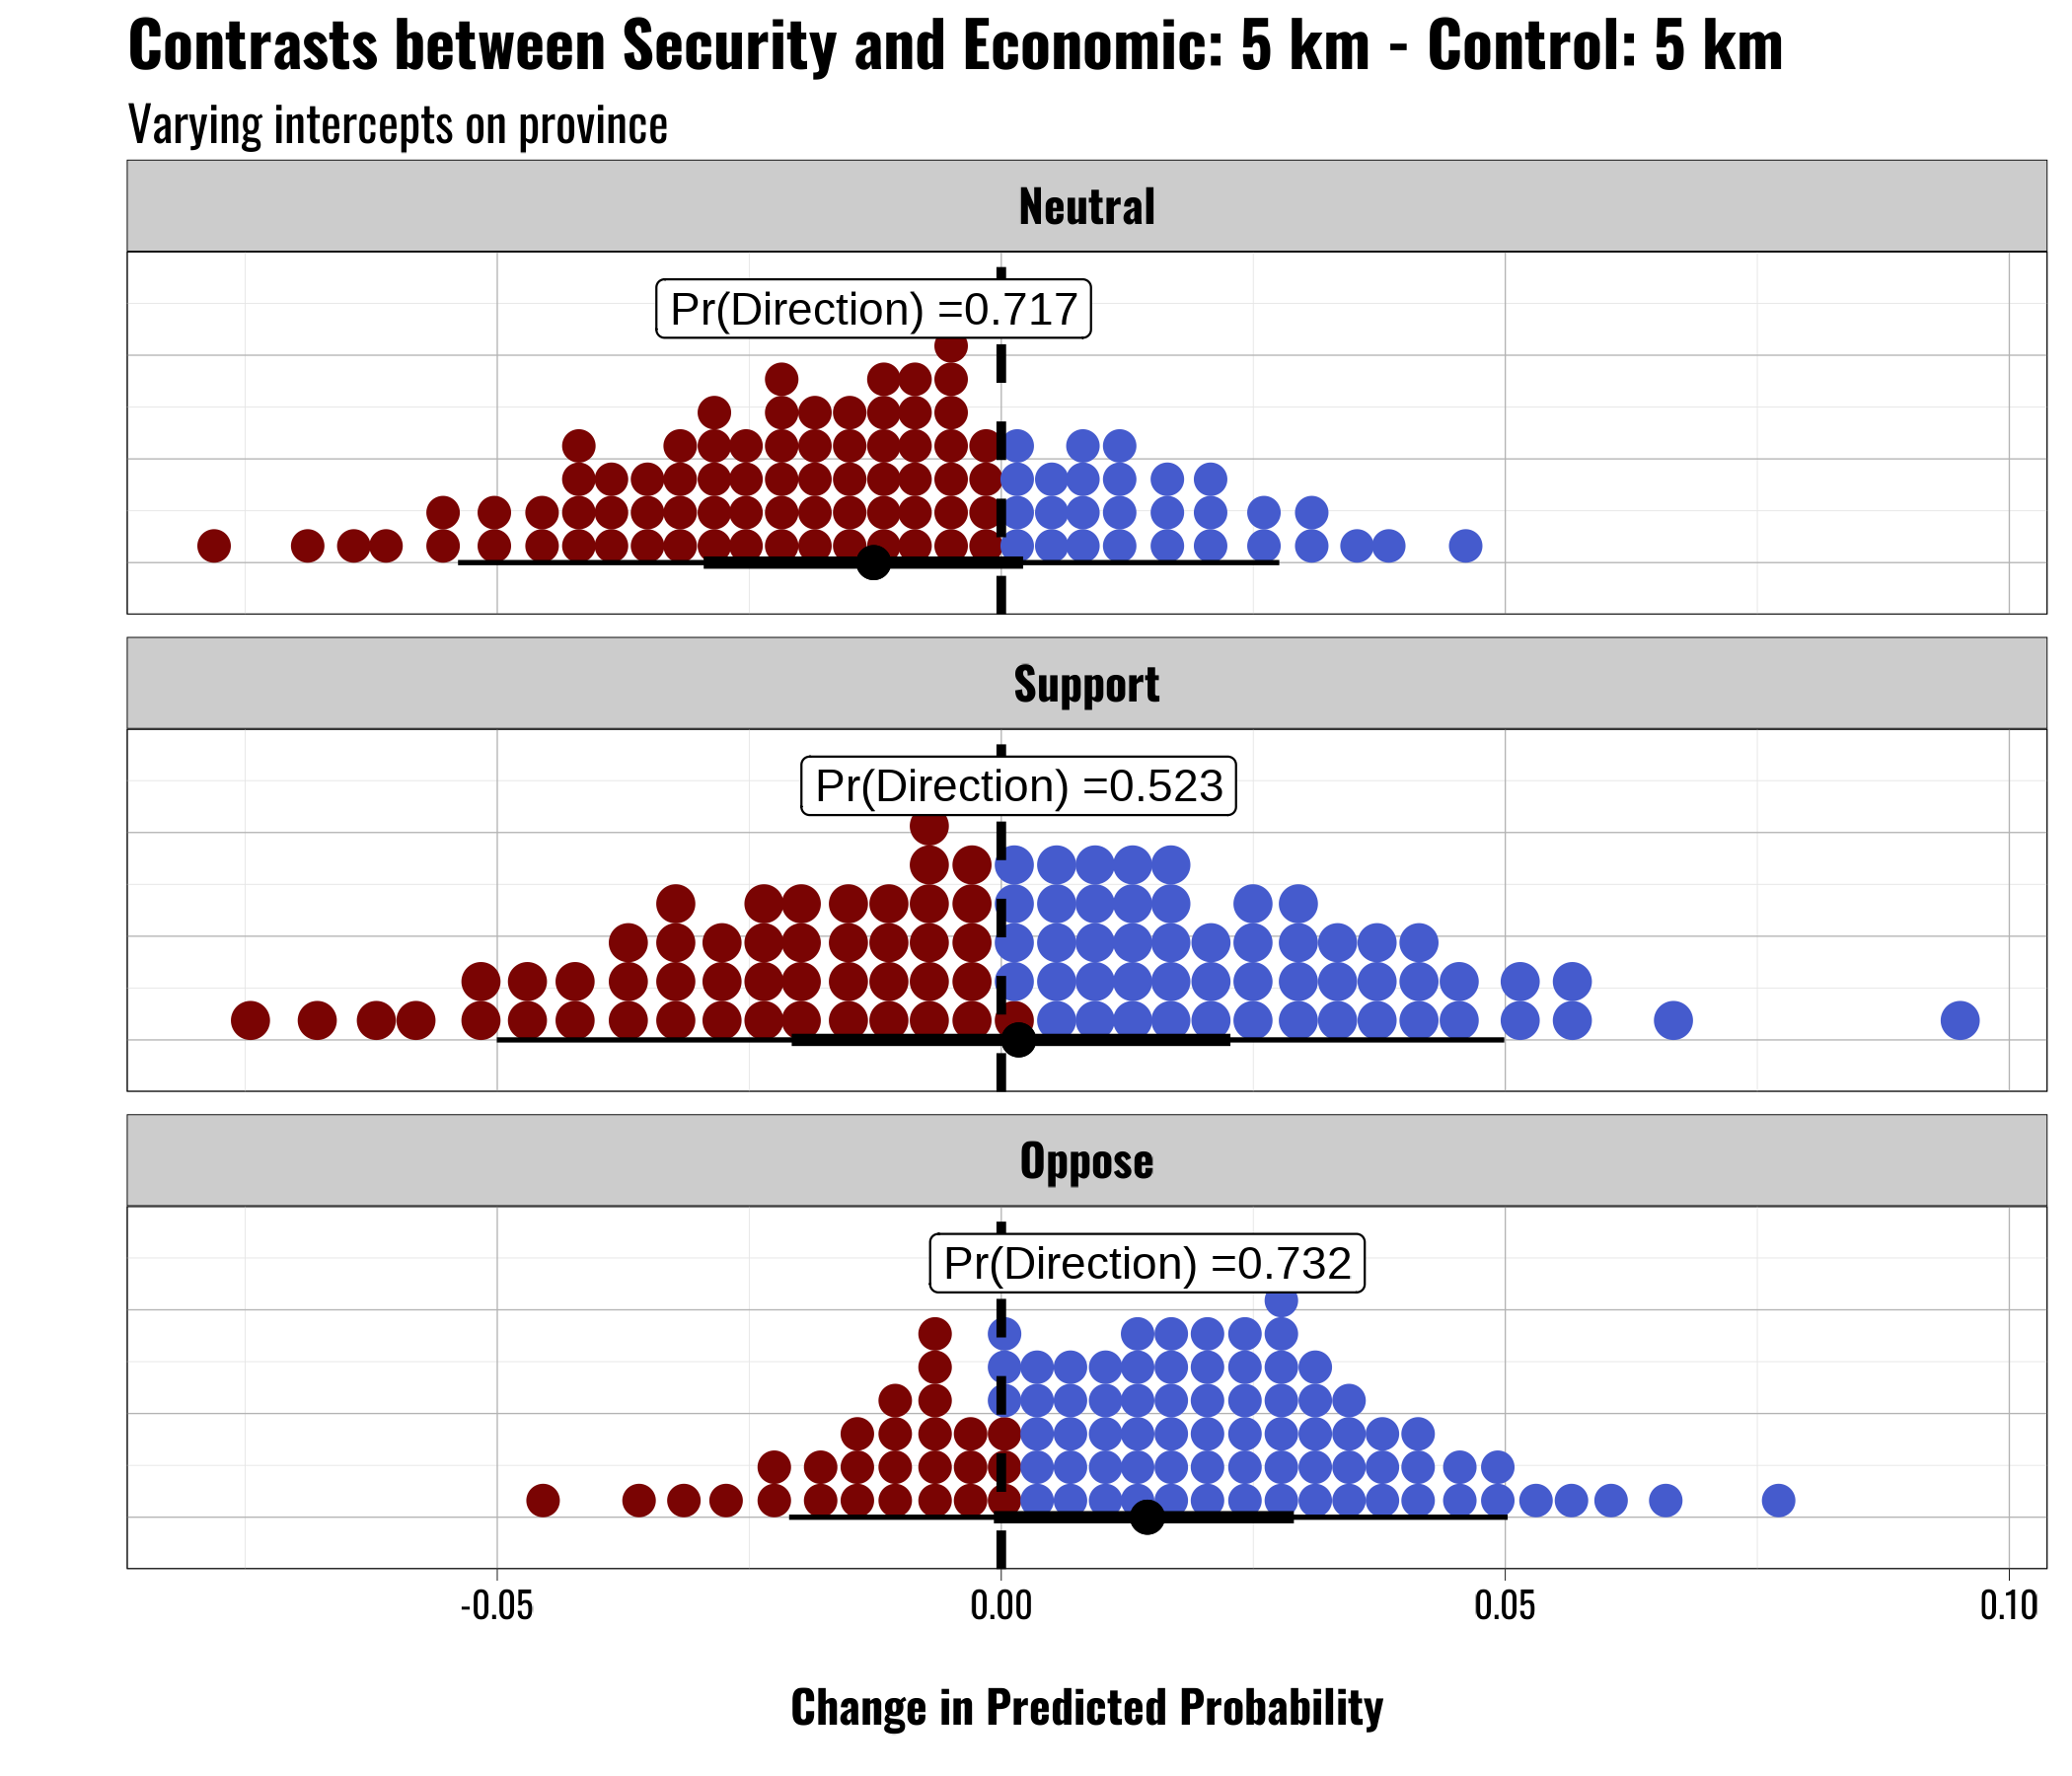 Contrasts between Security and Economic: 5 km - Control: 5 km
Varying intercepts on province
Neutral
Pr(Direction) =0.717
Support
Pr(Direction) =0.523
Oppose
Pr(Direction) =0.732
-0.05 0.00 0.05 0.10
Change in Predicted Probability